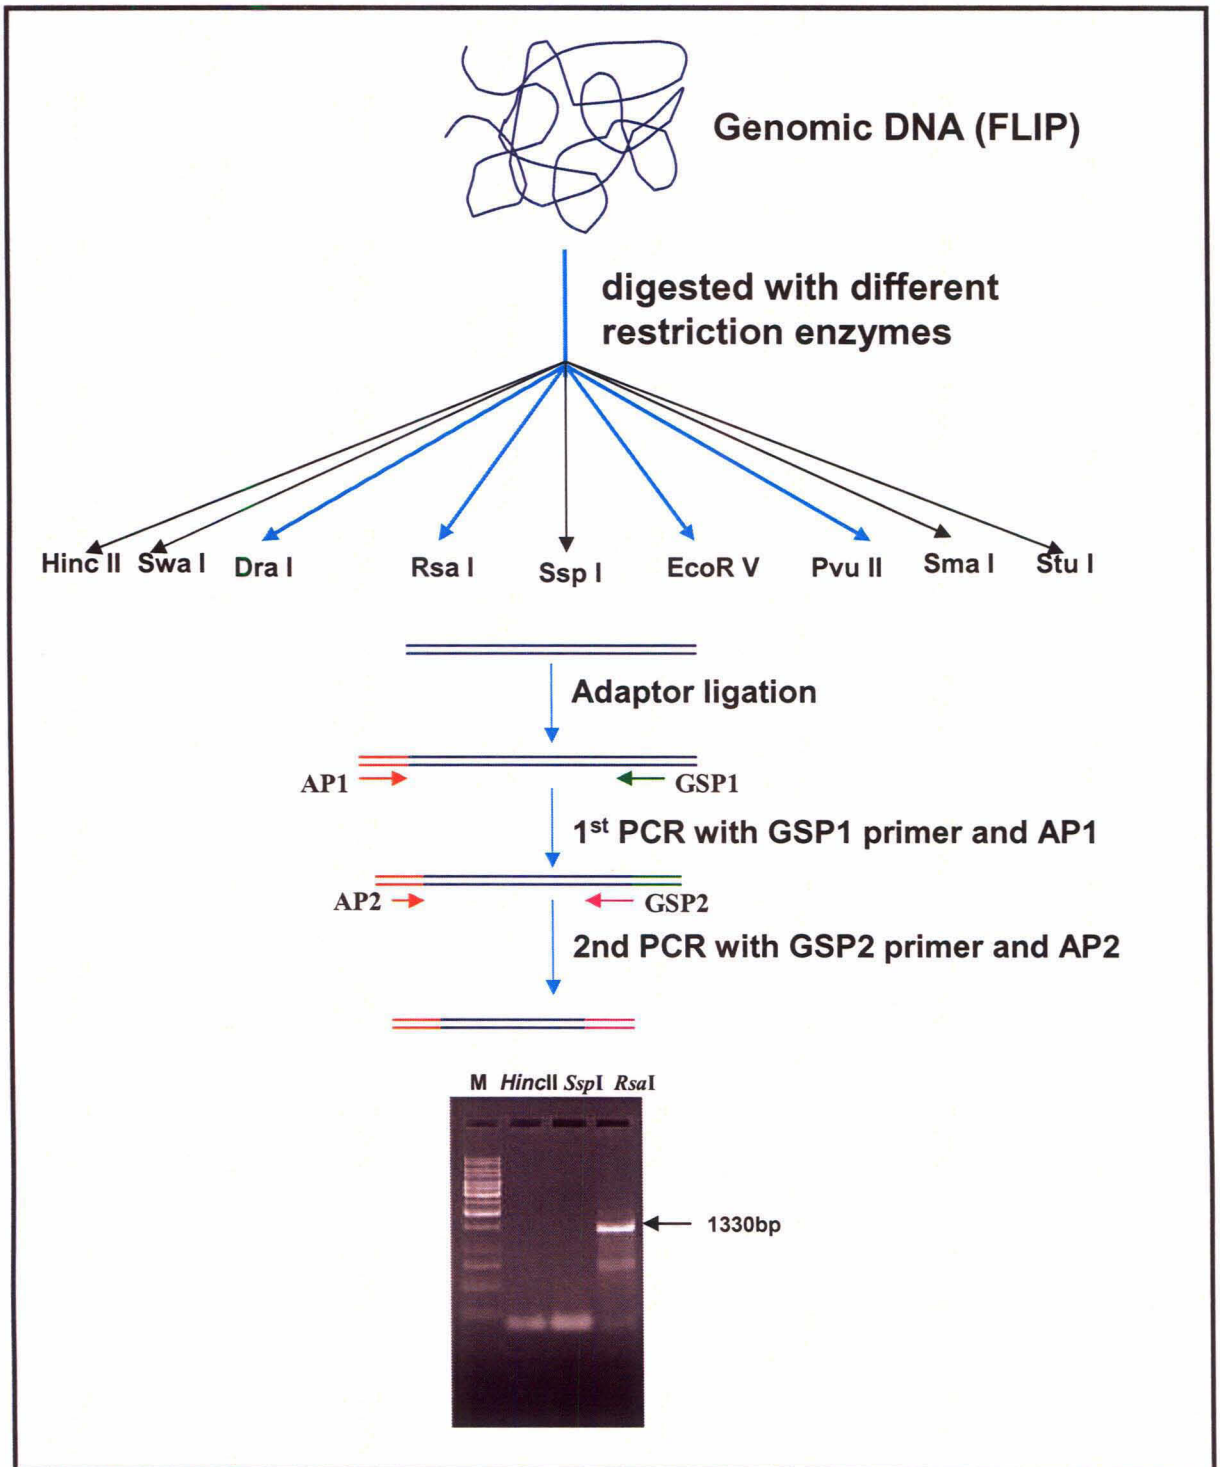 Genomic DNA (FLIP)
digested with different
restriction enzymes
Hinc II Swa I Dra I Rsa I Ssp I EcoR V Pvu II Sma I Stu I
Adaptor ligation
AP1 GSP1
1st PCR with GSP1 primer and AP1
AP2 GSP2
2nd PCR with GSP2 primer and AP2
M HincII SspI RsaI
1330bp